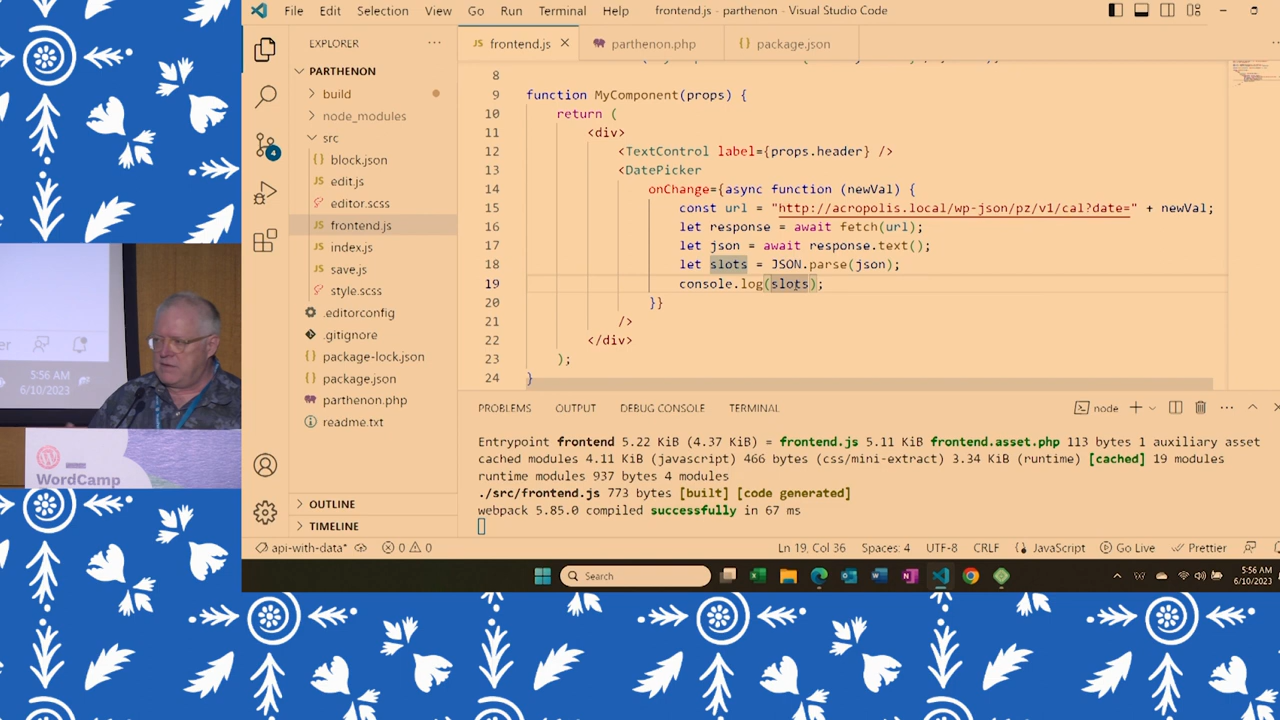 File Edit Selection View Go Run Terminal Help frontend.js - parthenon - Visual Studio Code
EXPLORER
frontend.js
parthenon.php
package.json
PARTHENON
build
node_modules
src
block.json
edit.js
editor.scss
frontend.js
index.js
save.js
style.scss
.editorconfig
.gitignore
package-lock.json
package.json
parthenon.php
readme.txt
OUTLINE
TIMELINE
4
8
9 function MyComponent(props) {
10 return (
11 <div>
12 <TextControl label={props.header} />
13 <DatePicker
14 onChange={async function (newVal) {
15 const url = "http://acropolis.local/wp-json/pz/v1/cal?date=" + newVal;
16 let response = await fetch(url);
17 let json = await response.text();
18 let slots = JSON.parse(json);
19 console.log(slots);
20 }}
21 />
22 </div>
23 );
24 }
PROBLEMS OUTPUT DEBUG CONSOLE TERMINAL node
Entrypoint frontend 5.22 KiB (4.37 KiB) = frontend.js 5.11 KiB frontend.asset.php 113 bytes 1 auxiliary asset
cached modules 4.11 KiB (javascript) 466 bytes (css/mini-extract) 3.34 KiB (runtime) [cached] 19 modules
runtime modules 937 bytes 4 modules
./src/frontend.js 773 bytes [built] [code generated]
webpack 5.85.0 compiled successfully in 67 ms
api-with-data* 0 0 Ln 19, Col 36 Spaces: 4 UTF-8 CRLF JavaScript Go Live Prettier
Search
5:56 AM
6/10/2023
5:56 AM
6/10/2023
WordCamp